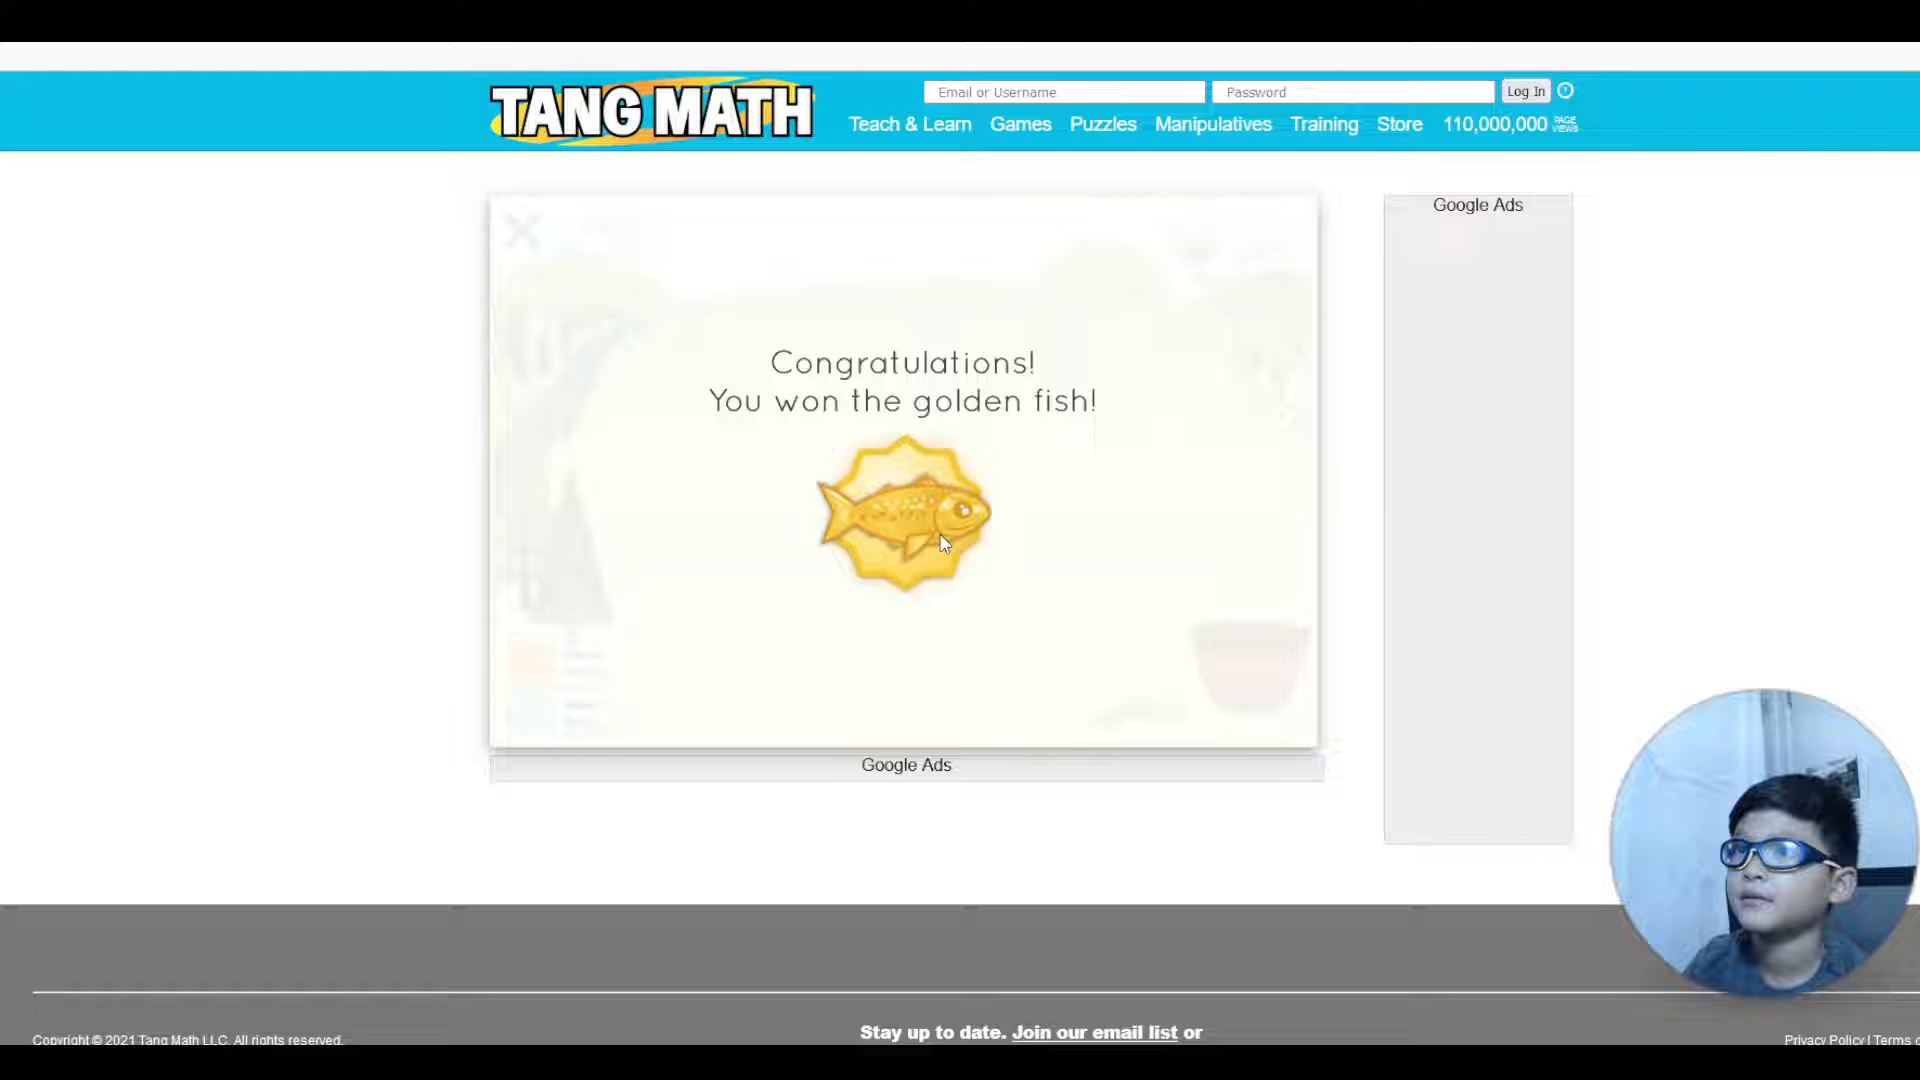 TANG MATH
Email or Username
Password
Log In
Teach & Learn
Games
Puzzles
Manipulatives
Training
Store
110,000,000 PAGE VIEWS
Google Ads
Congratulations!
You won the golden fish!
Google Ads
Stay up to date. Join our email list or
Copyright © 2021 Tang Math LLC. All rights reserved.
Privacy Policy | Terms